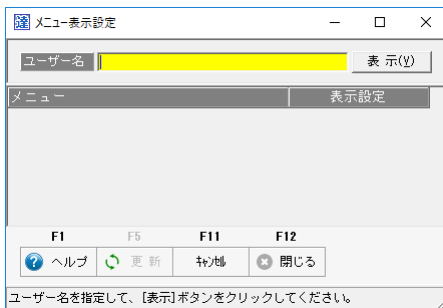 達 ﾒﾆｭｰ表示設定
ユーザー名 表 示(V)
メニュー 表示設定
F1 F5 F11 F12
ヘルプ 更 新 ｷｬﾝｾﾙ 閉じる
ユーザー名を指定して、[表示]ボタンをクリックしてください。